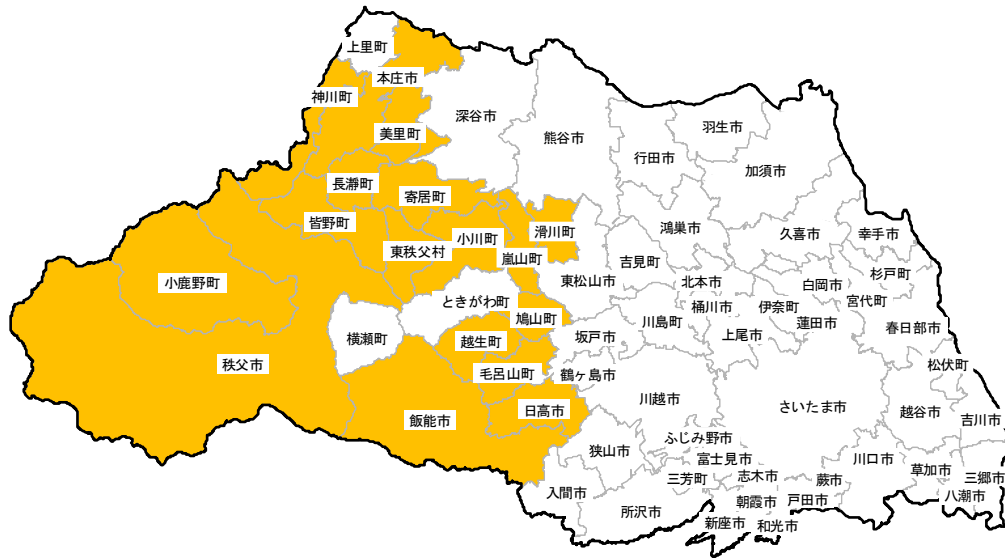 上里町
本庄市
神川町
深谷市
美里町
熊谷市
羽生市
行田市
加須市
長瀞町
寄居町
皆野町
東秩父村
小川町
滑川町
嵐山町
鴻巣市
久喜市
幸手市
小鹿野町
東松山市
吉見町
北本市
杉戸町
白岡市
宮代町
ときがわ町
桶川市
伊奈町
蓮田市
鳩山町
川島町
上尾市
春日部市
横瀬町
越生町
坂戸市
秩父市
毛呂山町
鶴ヶ島市
松伏町
川越市
さいたま市
日高市
飯能市
越谷市
吉川市
ふじみ野市
狭山市
富士見市
川口市
三芳町
志木市
蕨市
草加市
三郷市
入間市
朝霞市
戸田市
八潮市
所沢市
新座市
和光市